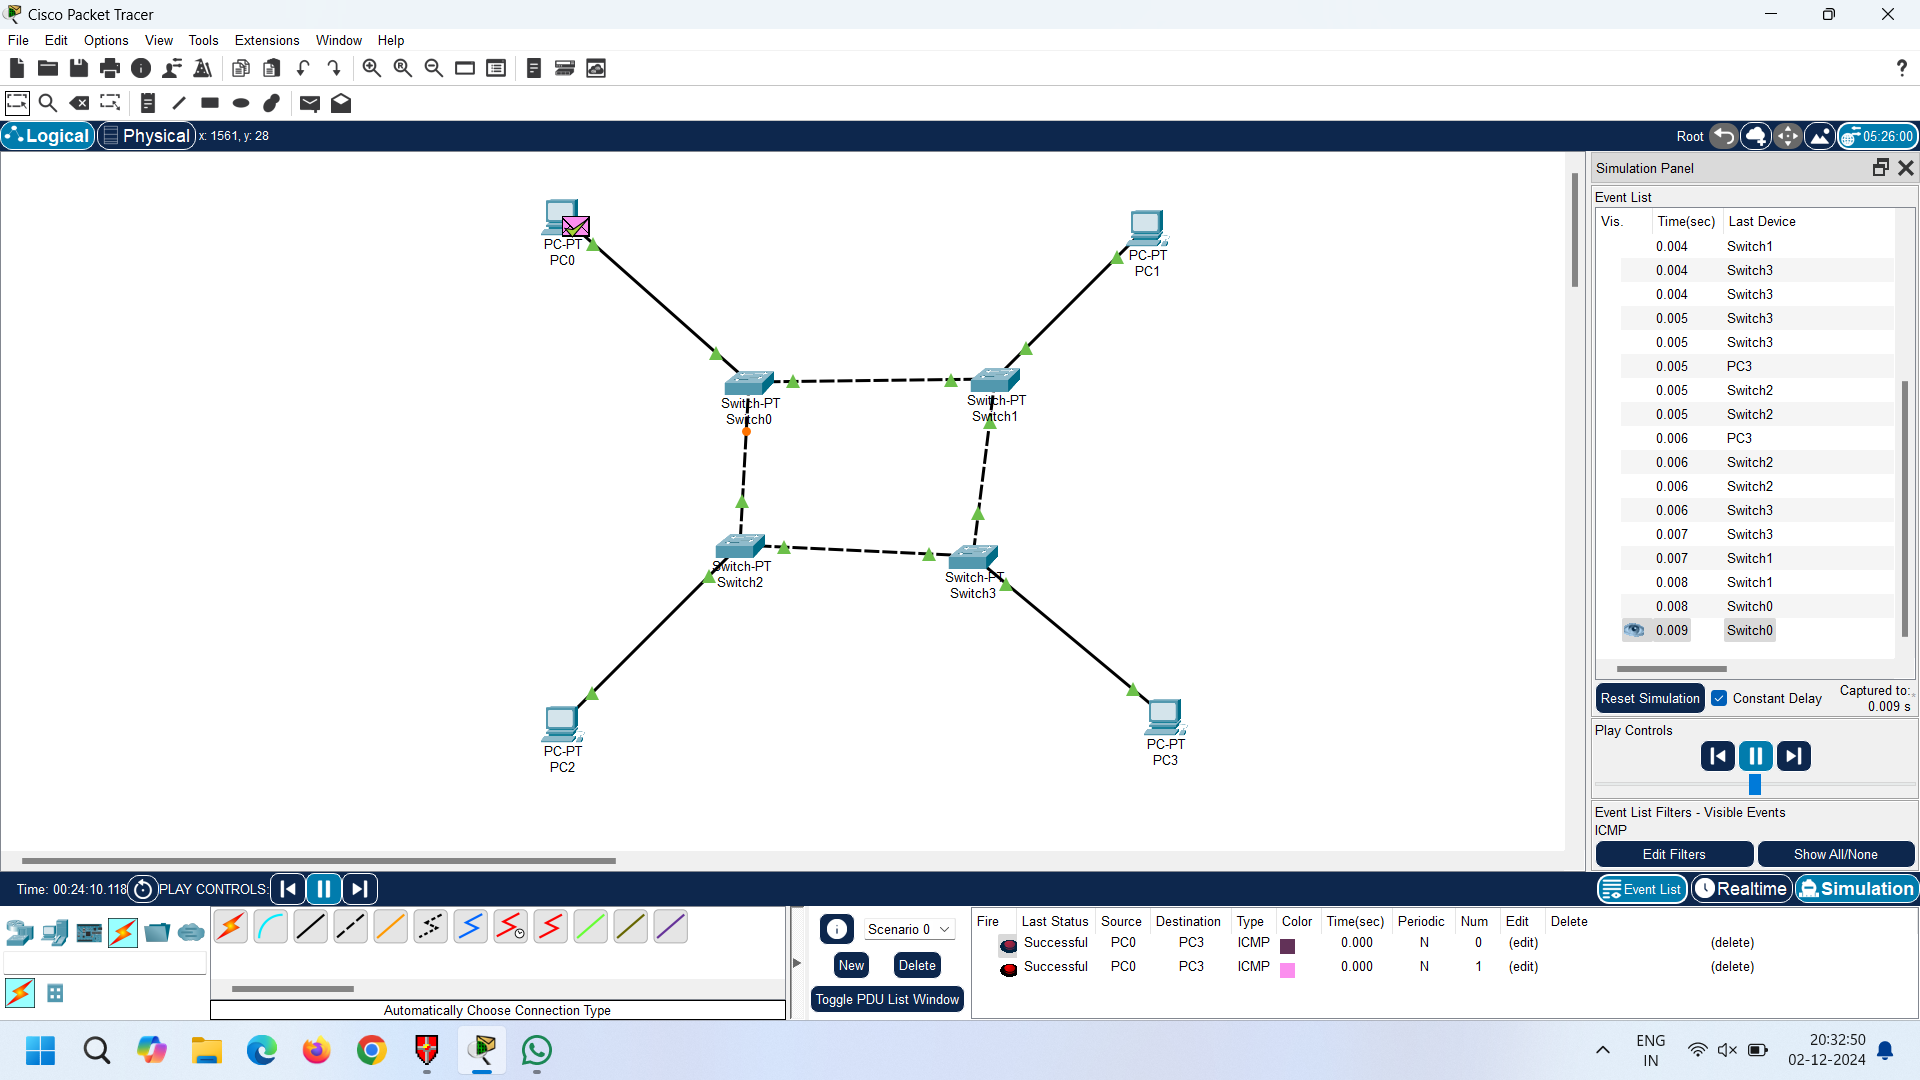 Cisco Packet Tracer
File Edit Options View Tools Extensions Window Help
Logical Physical x: 1561, y: 28 Root 05:26:00
PC-PT
PC0
PC-PT
PC1
Switch-PT
Switch0
Switch-PT
Switch1
Switch-PT
Switch2
Switch-PT
Switch3
PC-PT
PC2
PC-PT
PC3
Simulation Panel
Event List
Vis. Time(sec) Last Device
0.004 Switch1
0.004 Switch3
0.004 Switch3
0.005 Switch3
0.005 Switch3
0.005 PC3
0.005 Switch2
0.005 Switch2
0.006 PC3
0.006 Switch2
0.006 Switch2
0.006 Switch3
0.007 Switch3
0.007 Switch1
0.008 Switch1
0.008 Switch0
0.009 Switch0
Reset Simulation Constant Delay Captured to:
0.009 s
Play Controls
Event List Filters - Visible Events
ICMP
Edit Filters Show All/None
Time: 00:24:10.118 PLAY CONTROLS: Event List Realtime Simulation
Automatically Choose Connection Type
Scenario 0
New Delete
Toggle PDU List Window
Fire Last Status Source Destination Type Color Time(sec) Periodic Num Edit Delete
Successful PC0 PC3 ICMP 0.000 N 0 (edit) (delete)
Successful PC0 PC3 ICMP 0.000 N 1 (edit) (delete)
ENG
IN
20:32:50
02-12-2024